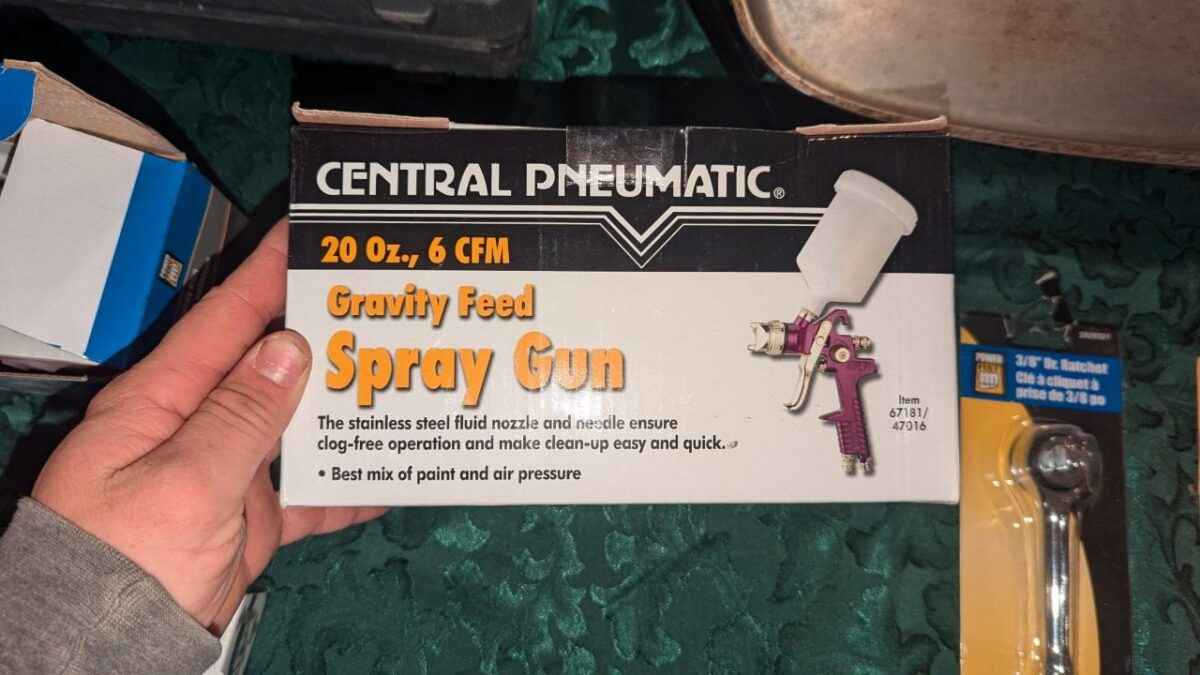 CENTRAL PNEUMATIC®
20 Oz., 6 CFM
Gravity Feed
Spray Gun
The stainless steel fluid nozzle and needle ensure
clog-free operation and make clean-up easy and quick.
• Best mix of paint and air pressure
Item
67181/
47016
POWER
FIST
3/8" Dr. Ratchet
Clé à cliquet à
prise de 3/8 po